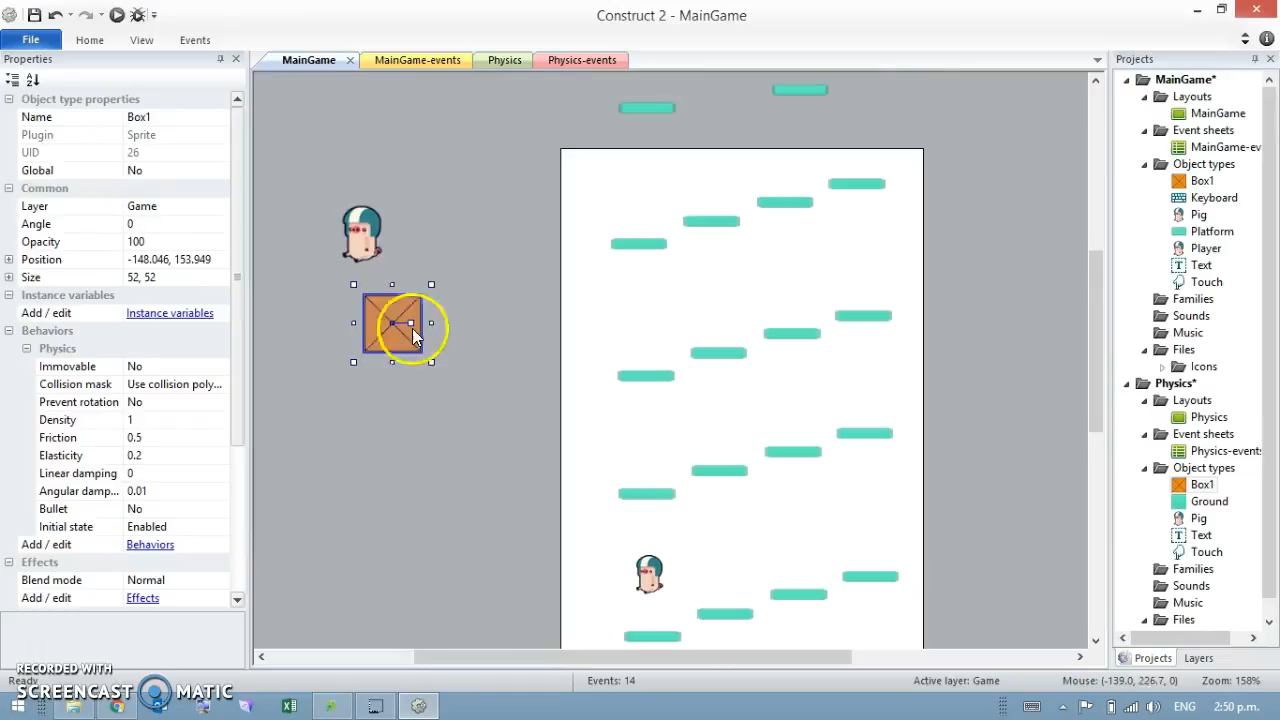 Construct 2 - MainGame
File Home View Events
Properties
MainGame MainGame-events Physics Physics-events
Projects
Object type properties
Name Box1
Plugin Sprite
UID 26
Global No
Common
Layer Game
Angle 0
Opacity 100
Position -148.046, 153.949
Size 52, 52
Instance variables
Add / edit Instance variables
Behaviors
Physics
Immovable No
Collision mask Use collision poly...
Prevent rotation No
Density 1
Friction 0.5
Elasticity 0.2
Linear damping 0
Angular damp... 0.01
Bullet No
Initial state Enabled
Add / edit Behaviors
Effects
Blend mode Normal
Add / edit Effects
MainGame*
Layouts
MainGame
Event sheets
MainGame-ev
Object types
Box1
Keyboard
Pig
Platform
Player
Text
Touch
Families
Sounds
Music
Files
Icons
Physics*
Layouts
Physics
Event sheets
Physics-events
Object types
Box1
Ground
Pig
Text
Touch
Families
Sounds
Music
Files
Projects Layers
RECORDED WITH
Ready Events: 14 Active layer: Game Mouse: (-139.0, 226.7, 0) Zoom: 158%
SCREENCAST MATIC
ENG 2:50 p.m.